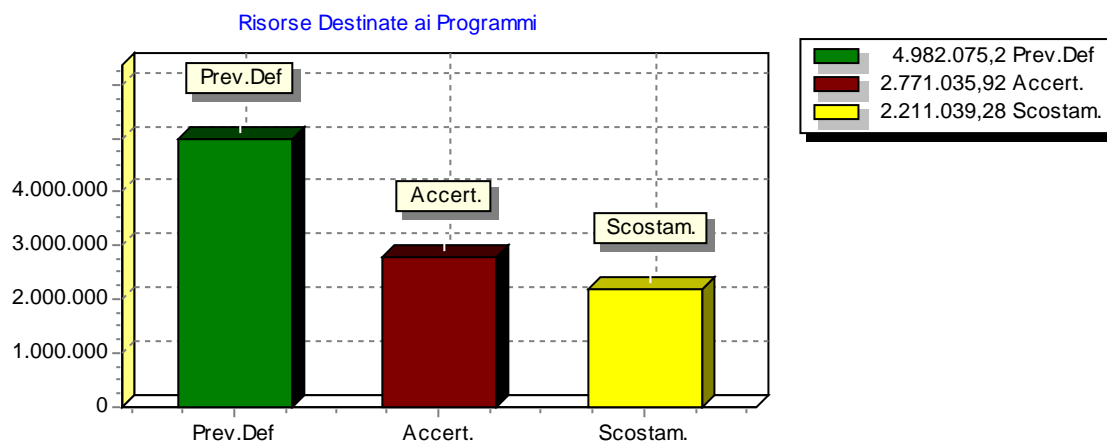 Risorse Destinate ai Programmi
4.982.075,2 Prev.Def
2.771.035,92 Accert.
2.211.039,28 Scostam.
Prev.Def
Accert.
Scostam.
4.000.000
3.000.000
2.000.000
1.000.000
0
Prev.Def Accert. Scostam.